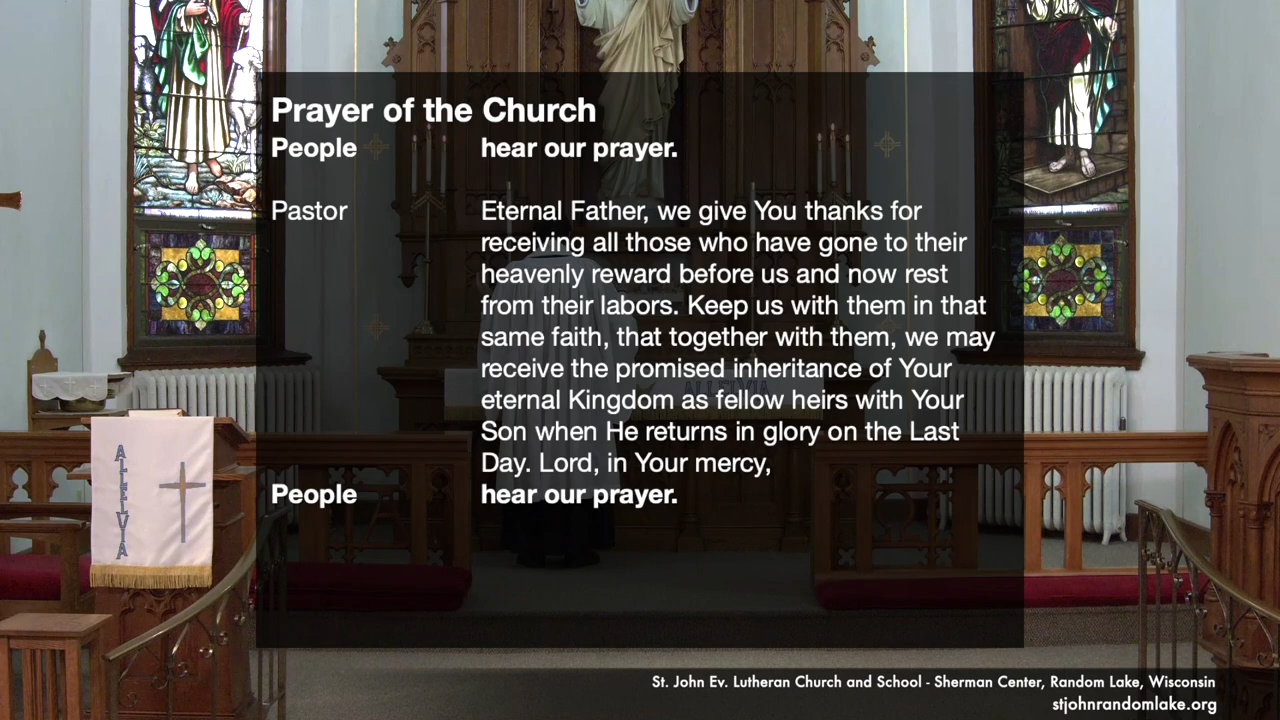 Prayer of the Church
People hear our prayer.
Pastor Eternal Father, we give You thanks for
receiving all those who have gone to their
heavenly reward before us and now rest
from their labors. Keep us with them in that
same faith, that together with them, we may
receive the promised inheritance of Your
eternal Kingdom as fellow heirs with Your
Son when He returns in glory on the Last
Day. Lord, in Your mercy,
People hear our prayer.
ALLELVIA
ALLELVIA
St. John Ev. Lutheran Church and School - Sherman Center, Random Lake, Wisconsin
stjohnrandomlake.org